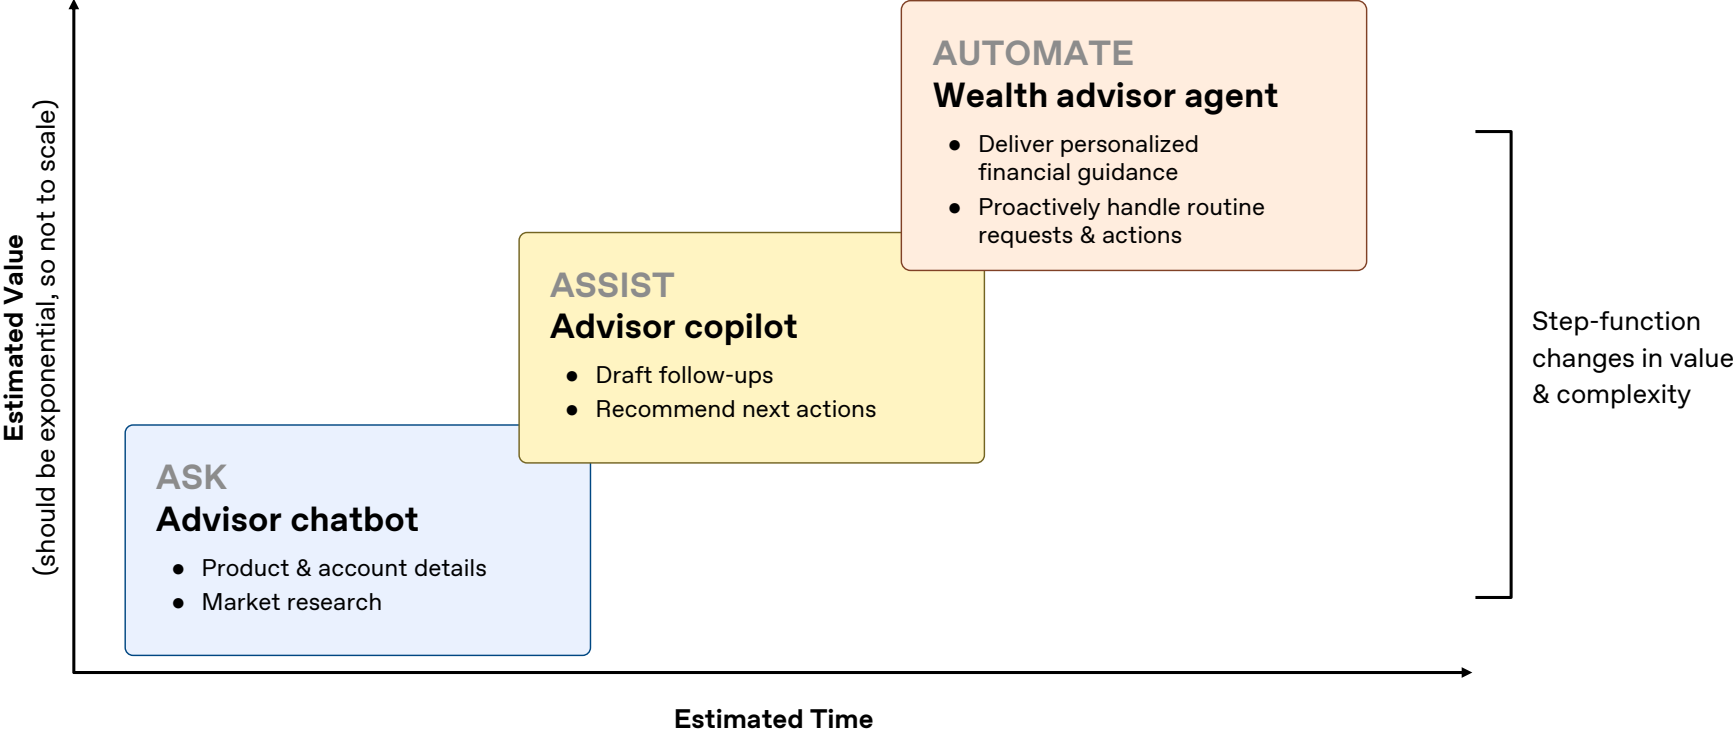 Estimated Value
(should be exponential, so not to scale)
AUTOMATE
Wealth advisor agent
● Deliver personalized
financial guidance
● Proactively handle routine
requests & actions
ASSIST
Advisor copilot
● Draft follow-ups
● Recommend next actions
ASK
Advisor chatbot
● Product & account details
● Market research
Step-function
changes in value
& complexity
Estimated Time